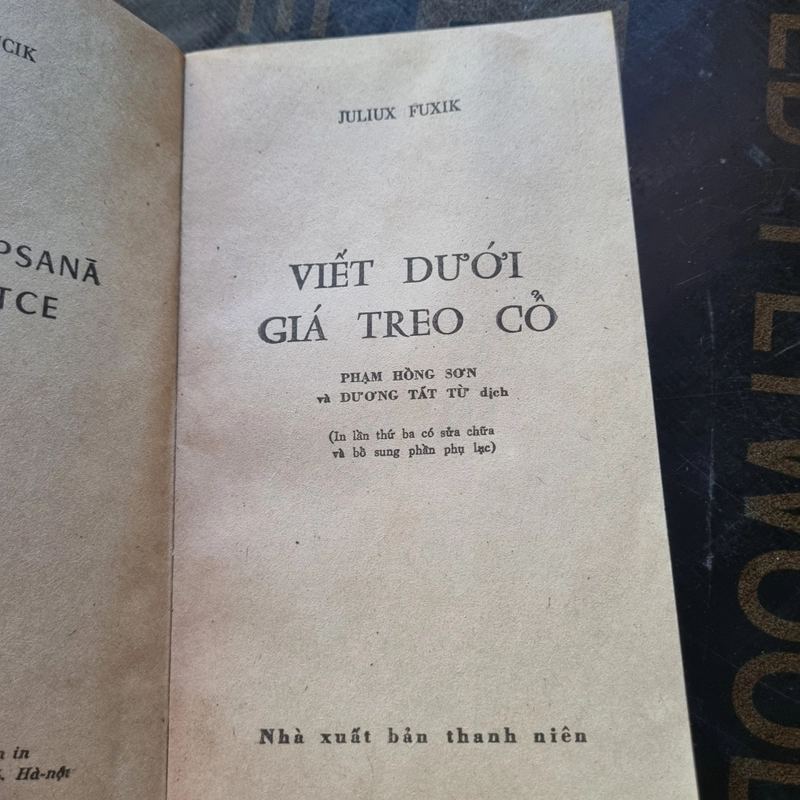 PSANĀ
TCE
Hà-nội
JULIUX FUXIK
VIẾT DƯỚI
GIÁ TREO CỔ
PHẠM HỒNG SƠN
và DƯƠNG TẤT TỪ dịch
(In lần thứ ba có sửa chữa
và bổ sung phần phụ lục)
Nhà xuất bản thanh niên